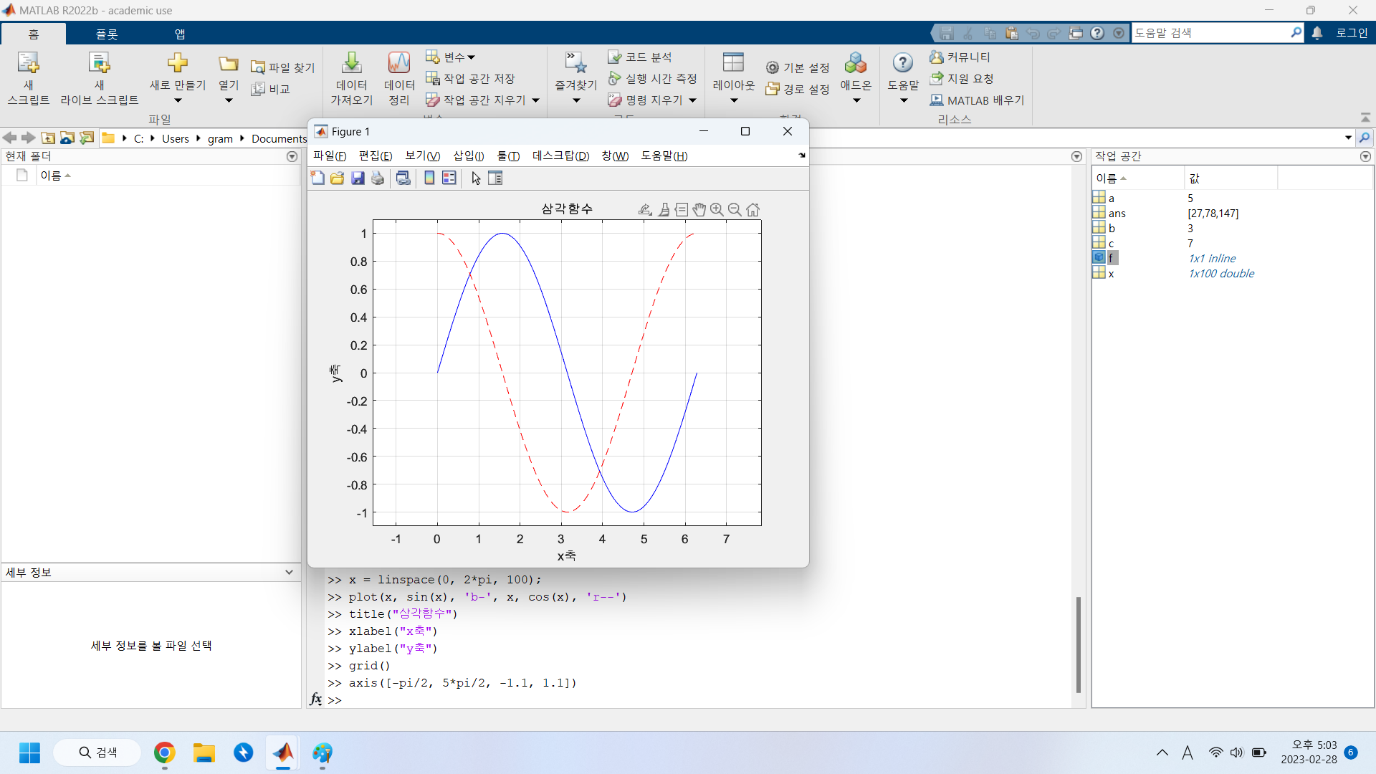 MATLAB R2022b - academic use
홈 플롯 앱
도움말 검색 로그인
새 스크립트
새 라이브 스크립트
새로 만들기
열기
파일 찾기
비교
파일
데이터 가져오기
데이터 정리
변수
작업 공간 저장
작업 공간 지우기
즐겨찾기
코드 분석
실행 시간 측정
명령 지우기
레이아웃
기본 설정
경로 설정
애드온
도움말
커뮤니티
지원 요청
MATLAB 배우기
리소스
C: Users gram Documents
현재 폴더
이름
세부 정보
세부 정보를 볼 파일 선택
Figure 1
파일(F) 편집(E) 보기(V) 삽입(I) 툴(T) 데스크탑(D) 창(W) 도움말(H)
삼각함수
1
0.8
0.6
0.4
0.2
0
-0.2
-0.4
-0.6
-0.8
-1
y축
-1 0 1 2 3 4 5 6 7
x축
>> x = linspace(0, 2*pi, 100);
>> plot(x, sin(x), 'b-', x, cos(x), 'r--')
>> title("삼각함수")
>> xlabel("x축")
>> ylabel("y축")
>> grid()
>> axis([-pi/2, 5*pi/2, -1.1, 1.1])
fx >>
작업 공간
이름 값
a 5
ans [27,78,147]
b 3
c 7
f 1x1 inline
x 1x100 double
검색
A
오후 5:03
2023-02-28
6